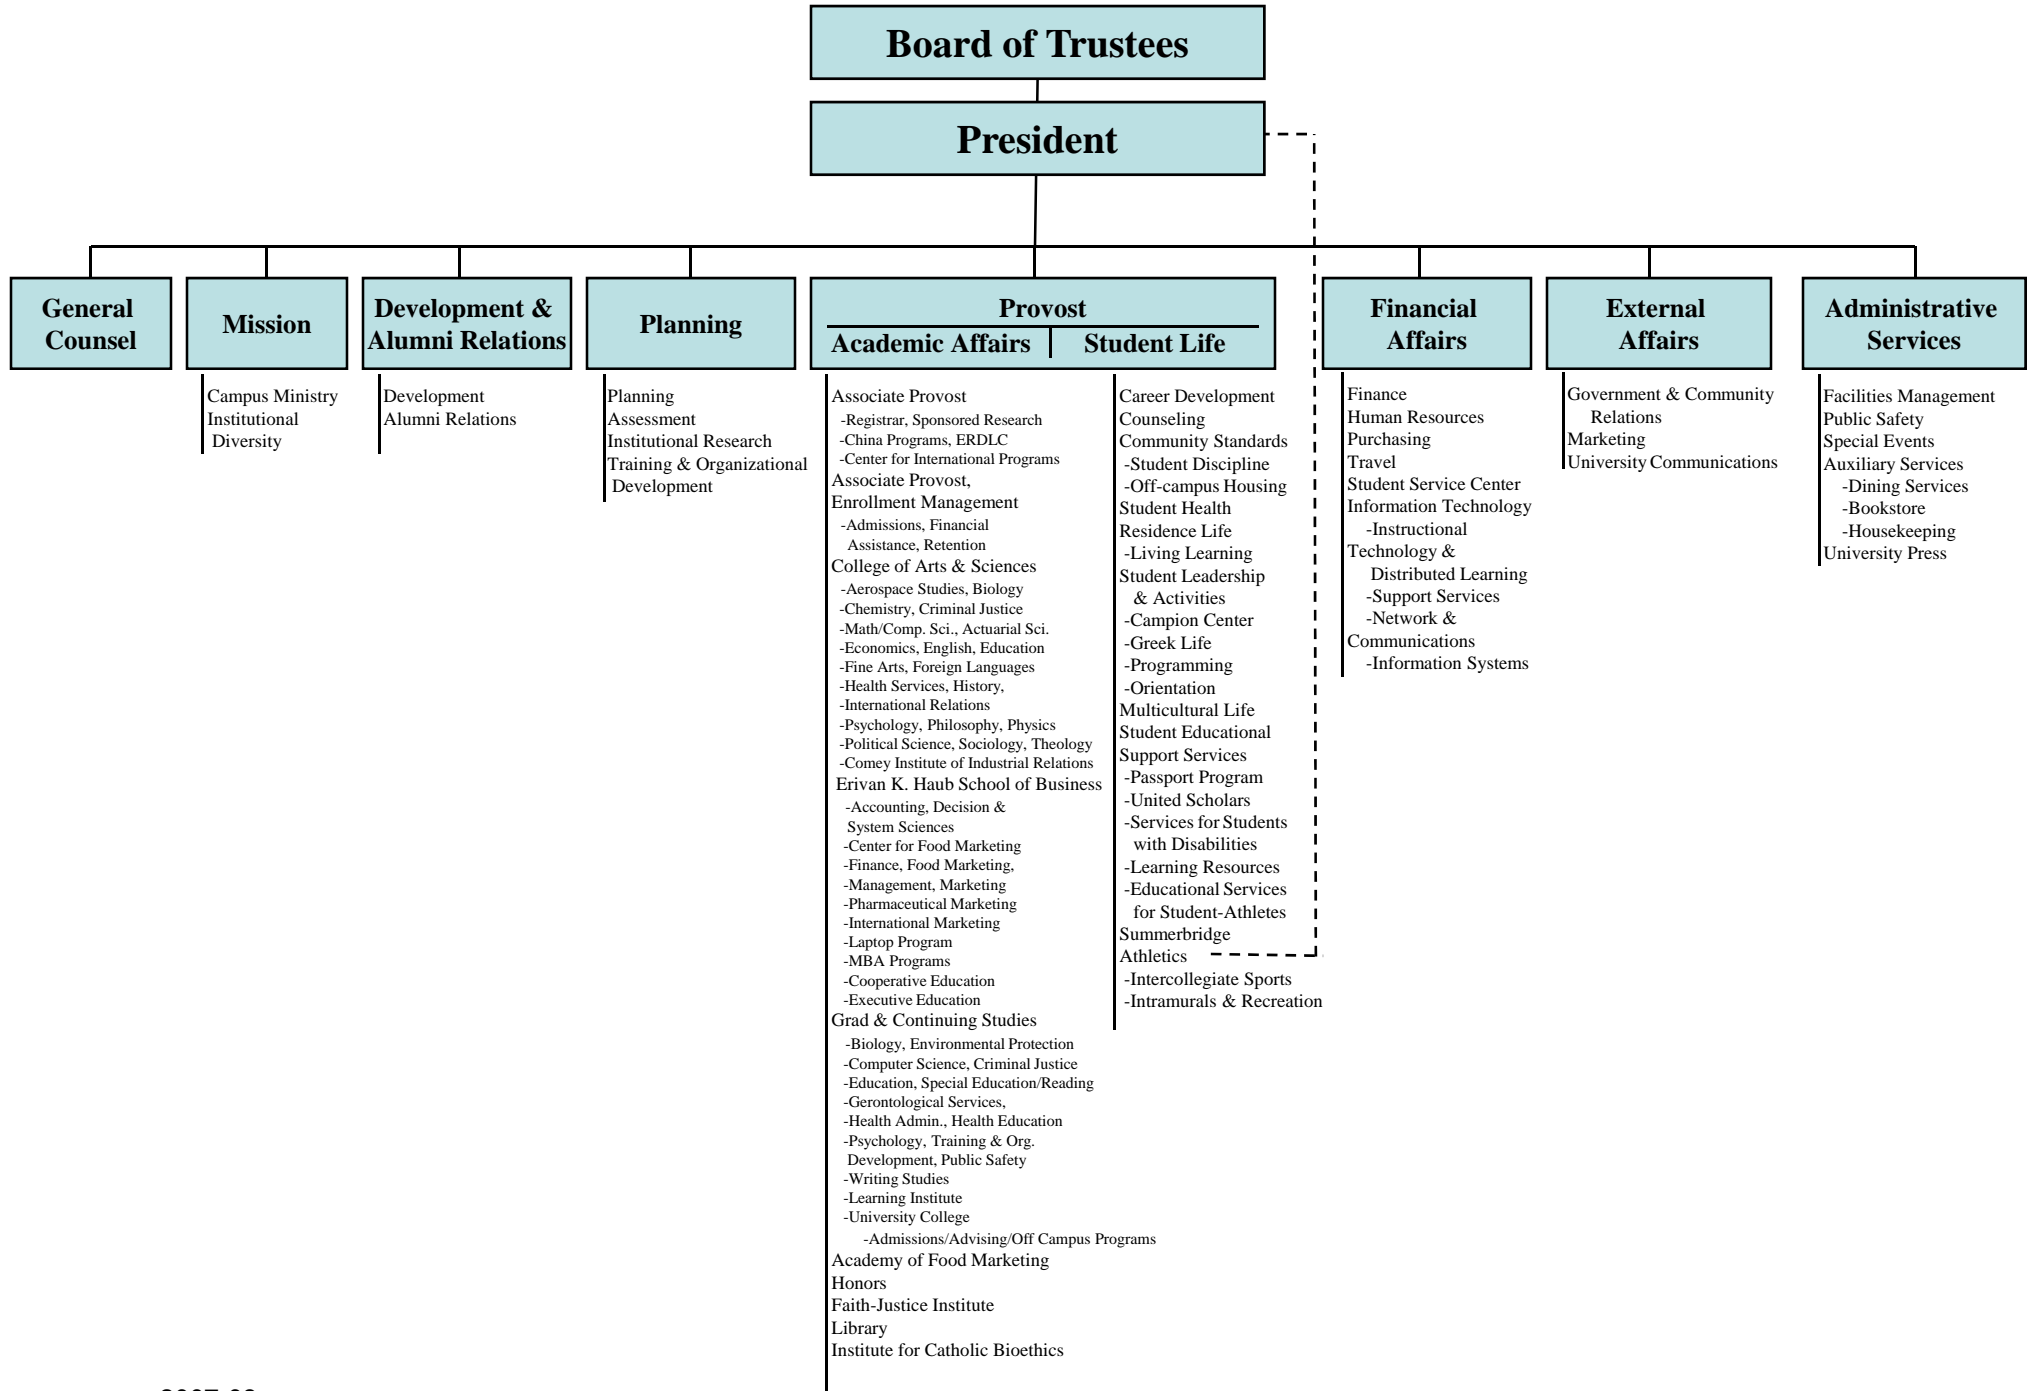 Board of Trustees
President
General
Counsel
Mission
Development &
Alumni Relations
Planning
Provost
Academic Affairs
Student Life
Financial
Affairs
External
Affairs
Administrative
Services
Campus Ministry
Institutional
Diversity
Development
Alumni Relations
Planning
Assessment
Institutional Research
Training & Organizational
Development
Associate Provost
-Registrar, Sponsored Research
-China Programs, ERDLC
-Center for International Programs
Associate Provost,
Enrollment Management
-Admissions, Financial
Assistance, Retention
College of Arts & Sciences
-Aerospace Studies, Biology
-Chemistry, Criminal Justice
-Math/Comp. Sci., Actuarial Sci.
-Economics, English, Education
-Fine Arts, Foreign Languages
-Health Services, History,
-International Relations
-Psychology, Philosophy, Physics
-Political Science, Sociology, Theology
-Comey Institute of Industrial Relations
Erivan K. Haub School of Business
-Accounting, Decision &
System Sciences
-Center for Food Marketing
-Finance, Food Marketing,
-Management, Marketing
-Pharmaceutical Marketing
-International Marketing
-Laptop Program
-MBA Programs
-Cooperative Education
-Executive Education
Grad & Continuing Studies
-Biology, Environmental Protection
-Computer Science, Criminal Justice
-Education, Special Education/Reading
-Gerontological Services,
-Health Admin., Health Education
-Psychology, Training & Org.
Development, Public Safety
-Writing Studies
-Learning Institute
-University College
-Admissions/Advising/Off Campus Programs
Academy of Food Marketing
Honors
Faith-Justice Institute
Library
Institute for Catholic Bioethics
Career Development
Counseling
Community Standards
-Student Discipline
-Off-campus Housing
Student Health
Residence Life
-Living Learning
Student Leadership
& Activities
-Campion Center
-Greek Life
-Programming
-Orientation
Multicultural Life
Student Educational
Support Services
-Passport Program
-United Scholars
-Services for Students
with Disabilities
-Learning Resources
-Educational Services
for Student-Athletes
Summerbridge
Athletics
-Intercollegiate Sports
-Intramurals & Recreation
Finance
Human Resources
Purchasing
Travel
Student Service Center
Information Technology
-Instructional
Technology &
Distributed Learning
-Support Services
-Network &
Communications
-Information Systems
Government & Community
Relations
Marketing
University Communications
Facilities Management
Public Safety
Special Events
Auxiliary Services
-Dining Services
-Bookstore
-Housekeeping
University Press